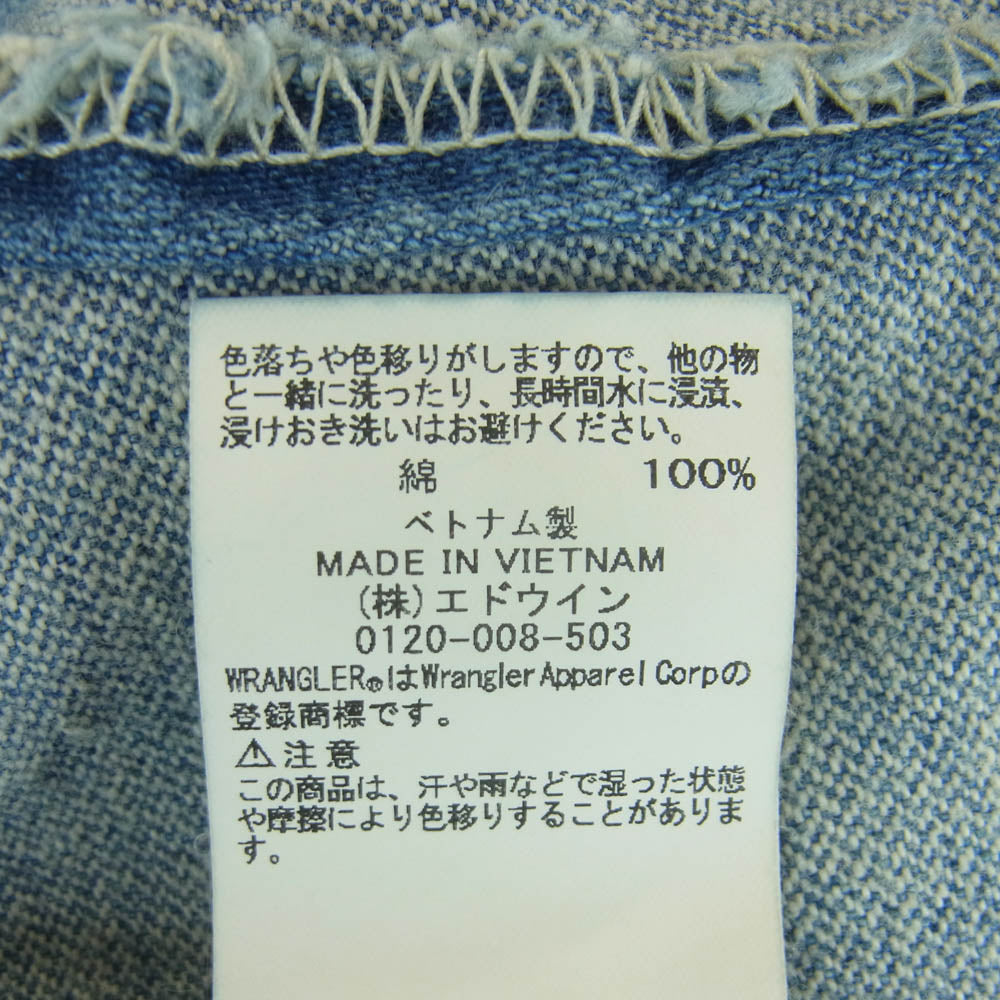 色落ちや色移りがしますので、他の物
と一緒に洗ったり、長時間水に浸漬、
浸けおき洗いはお避けください。
綿 100%
ベトナム製
MADE IN VIETNAM
(株)エドウイン
0120-008-503
WRANGLER®はWrangler Apparel Corpの
登録商標です。
⚠注意
この商品は、汗や雨などで湿った状態
や摩擦により色移りすることがありま
す。